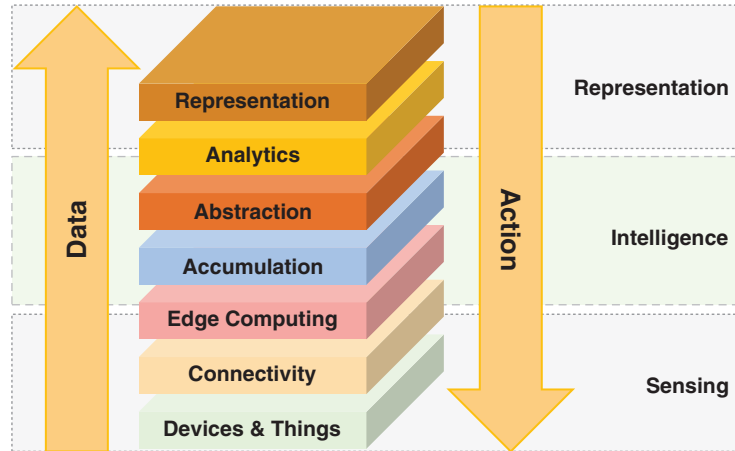 Representation
Analytics
Abstraction
Accumulation
Edge Computing
Connectivity
Devices & Things
Data
Action
Representation
Intelligence
Sensing